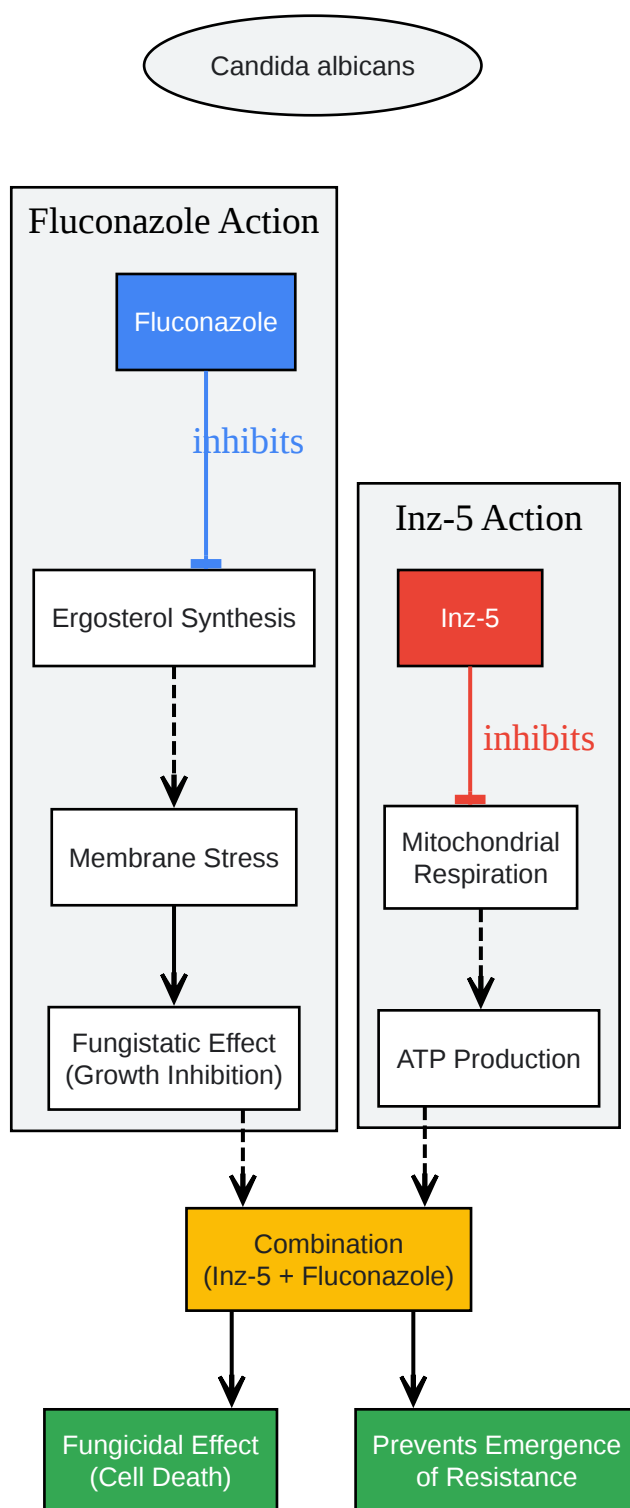 Candida albicans
Fluconazole Action
Fluconazole
inhibits
Ergosterol Synthesis
Membrane Stress
Fungistatic Effect
(Growth Inhibition)
Inz-5 Action
Inz-5
inhibits
Mitochondrial
Respiration
ATP Production
Combination
(Inz-5 + Fluconazole)
Fungicidal Effect
(Cell Death)
Prevents Emergence
of Resistance